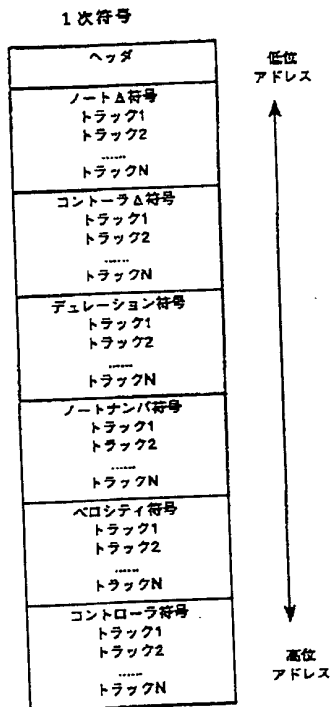 1次符号
ヘッダ
ノートΔ符号
トラック1
トラック2
......
トラックN
コントーラΔ符号
トラック1
トラック2
......
トラックN
デュレーション符号
トラック1
トラック2
......
トラックN
ノートナンバ符号
トラック1
トラック2
......
トラックN
ベロシティ符号
トラック1
トラック2
......
トラックN
コントローラ符号
トラック1
トラック2
......
トラックN
低位
アドレス
高位
アドレス